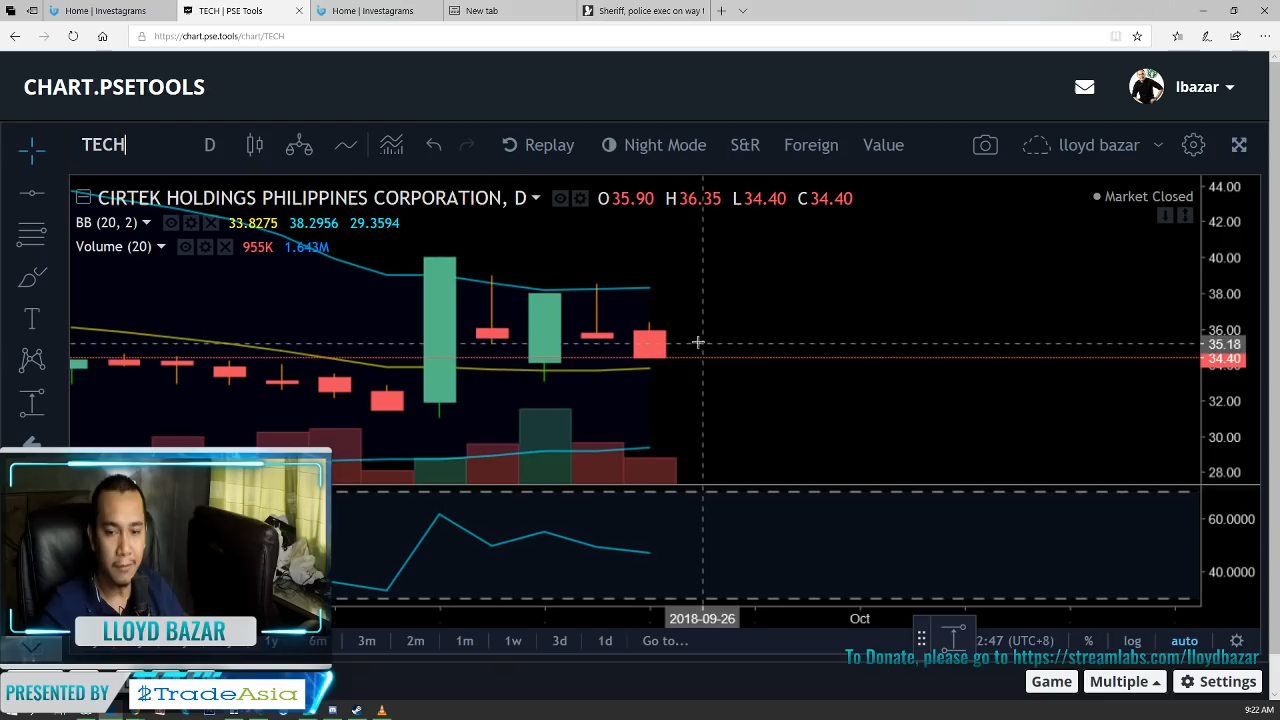 Home | Investagrams
TECH | PSE Tools
Home | Investagrams
New tab
Sheriff, police exec on way t
https://chart.pse.tools/chart/TECH
CHART.PSETOOLS
lbazar
TECH
D
Replay
Night Mode
S&R
Foreign
Value
lloyd bazar
CIRTEK HOLDINGS PHILIPPINES CORPORATION, D
O 35.90 H 36.35 L 34.40 C 34.40
Market Closed
BB (20, 2)
33.8275 38.2956 29.3594
Volume (20)
955K 1.643M
44.00
42.00
40.00
38.00
36.00
35.18
34.40
32.00
30.00
28.00
60.0000
40.0000
2018-09-26
Oct
3m
2m
1m
1w
3d
1d
Go to...
2:47 (UTC+8)
%
log
auto
LLOYD BAZAR
To Donate, please go to https://streamlabs.com/lloydbazar
PRESENTED BY
$TradeAsia
Game
Multiple
Settings
9:22 AM